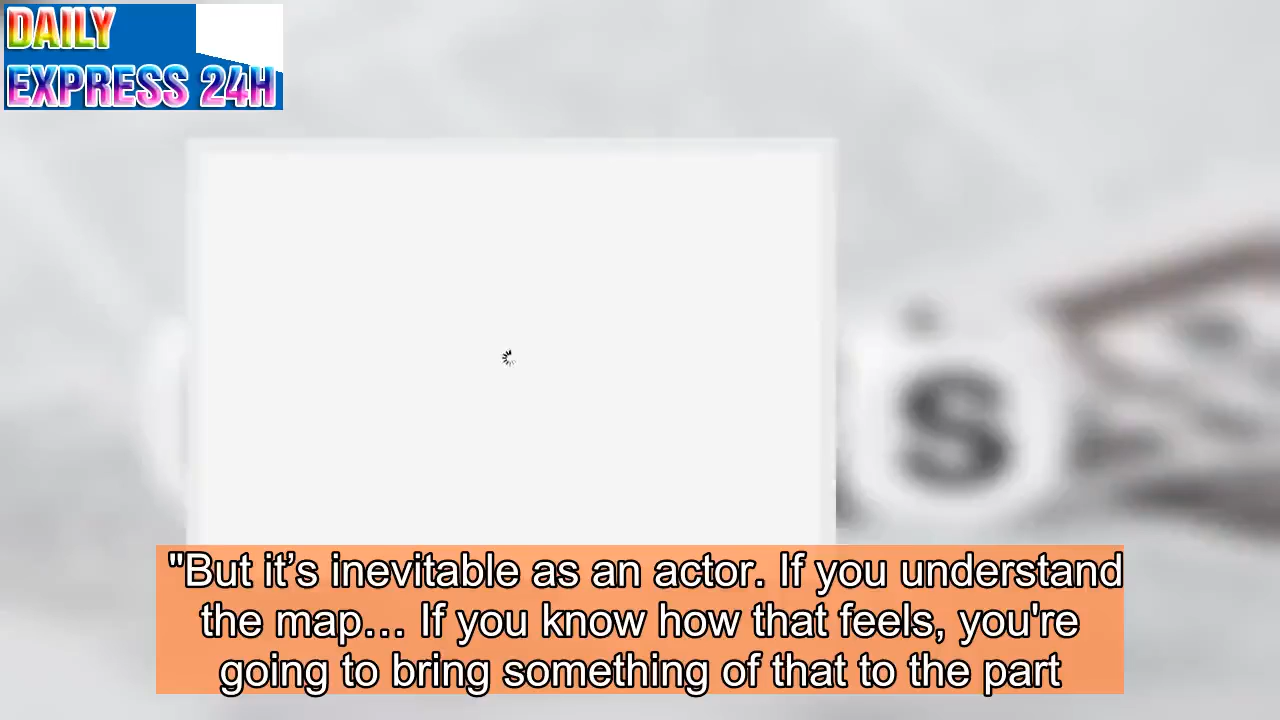 DAILY
EXPRESS 24H
s
"But it’s inevitable as an actor. If you understand
the map… If you know how that feels, you're
going to bring something of that to the part